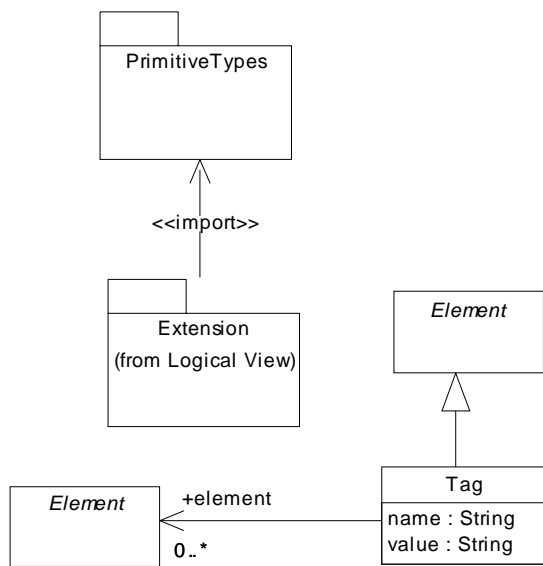 PrimitiveTypes
<<import>>
Extension
(from Logical View)
Element
Element
+element
0..*
Tag
name : String
value : String